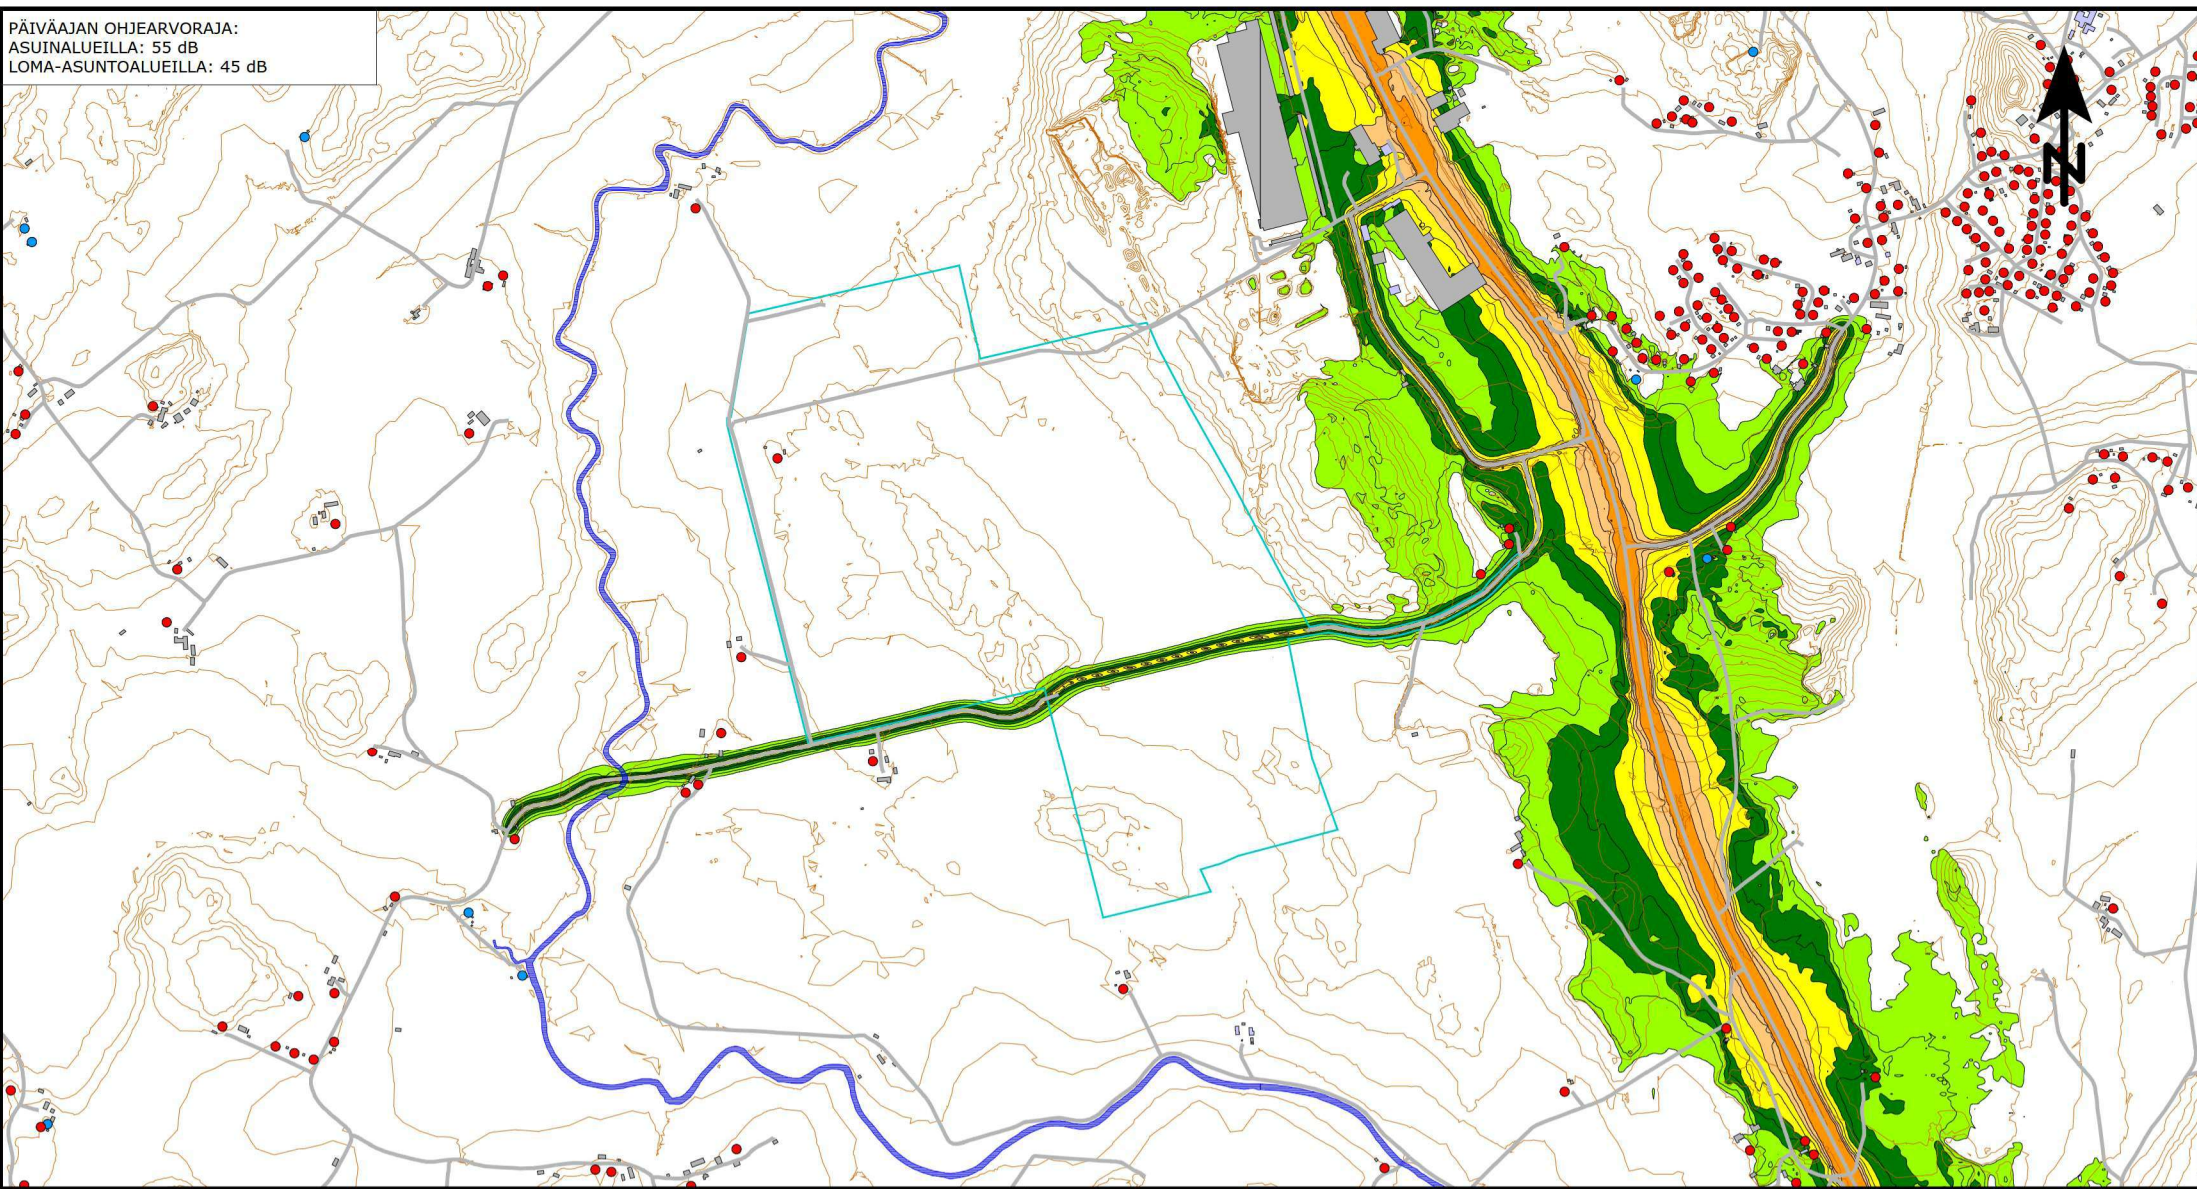 PÄIVÄAJAN OHJEARVORAJA:
ASUINALUEILLA: 55 dB
LOMA-ASUNTOALUEILLA: 45 dB
N